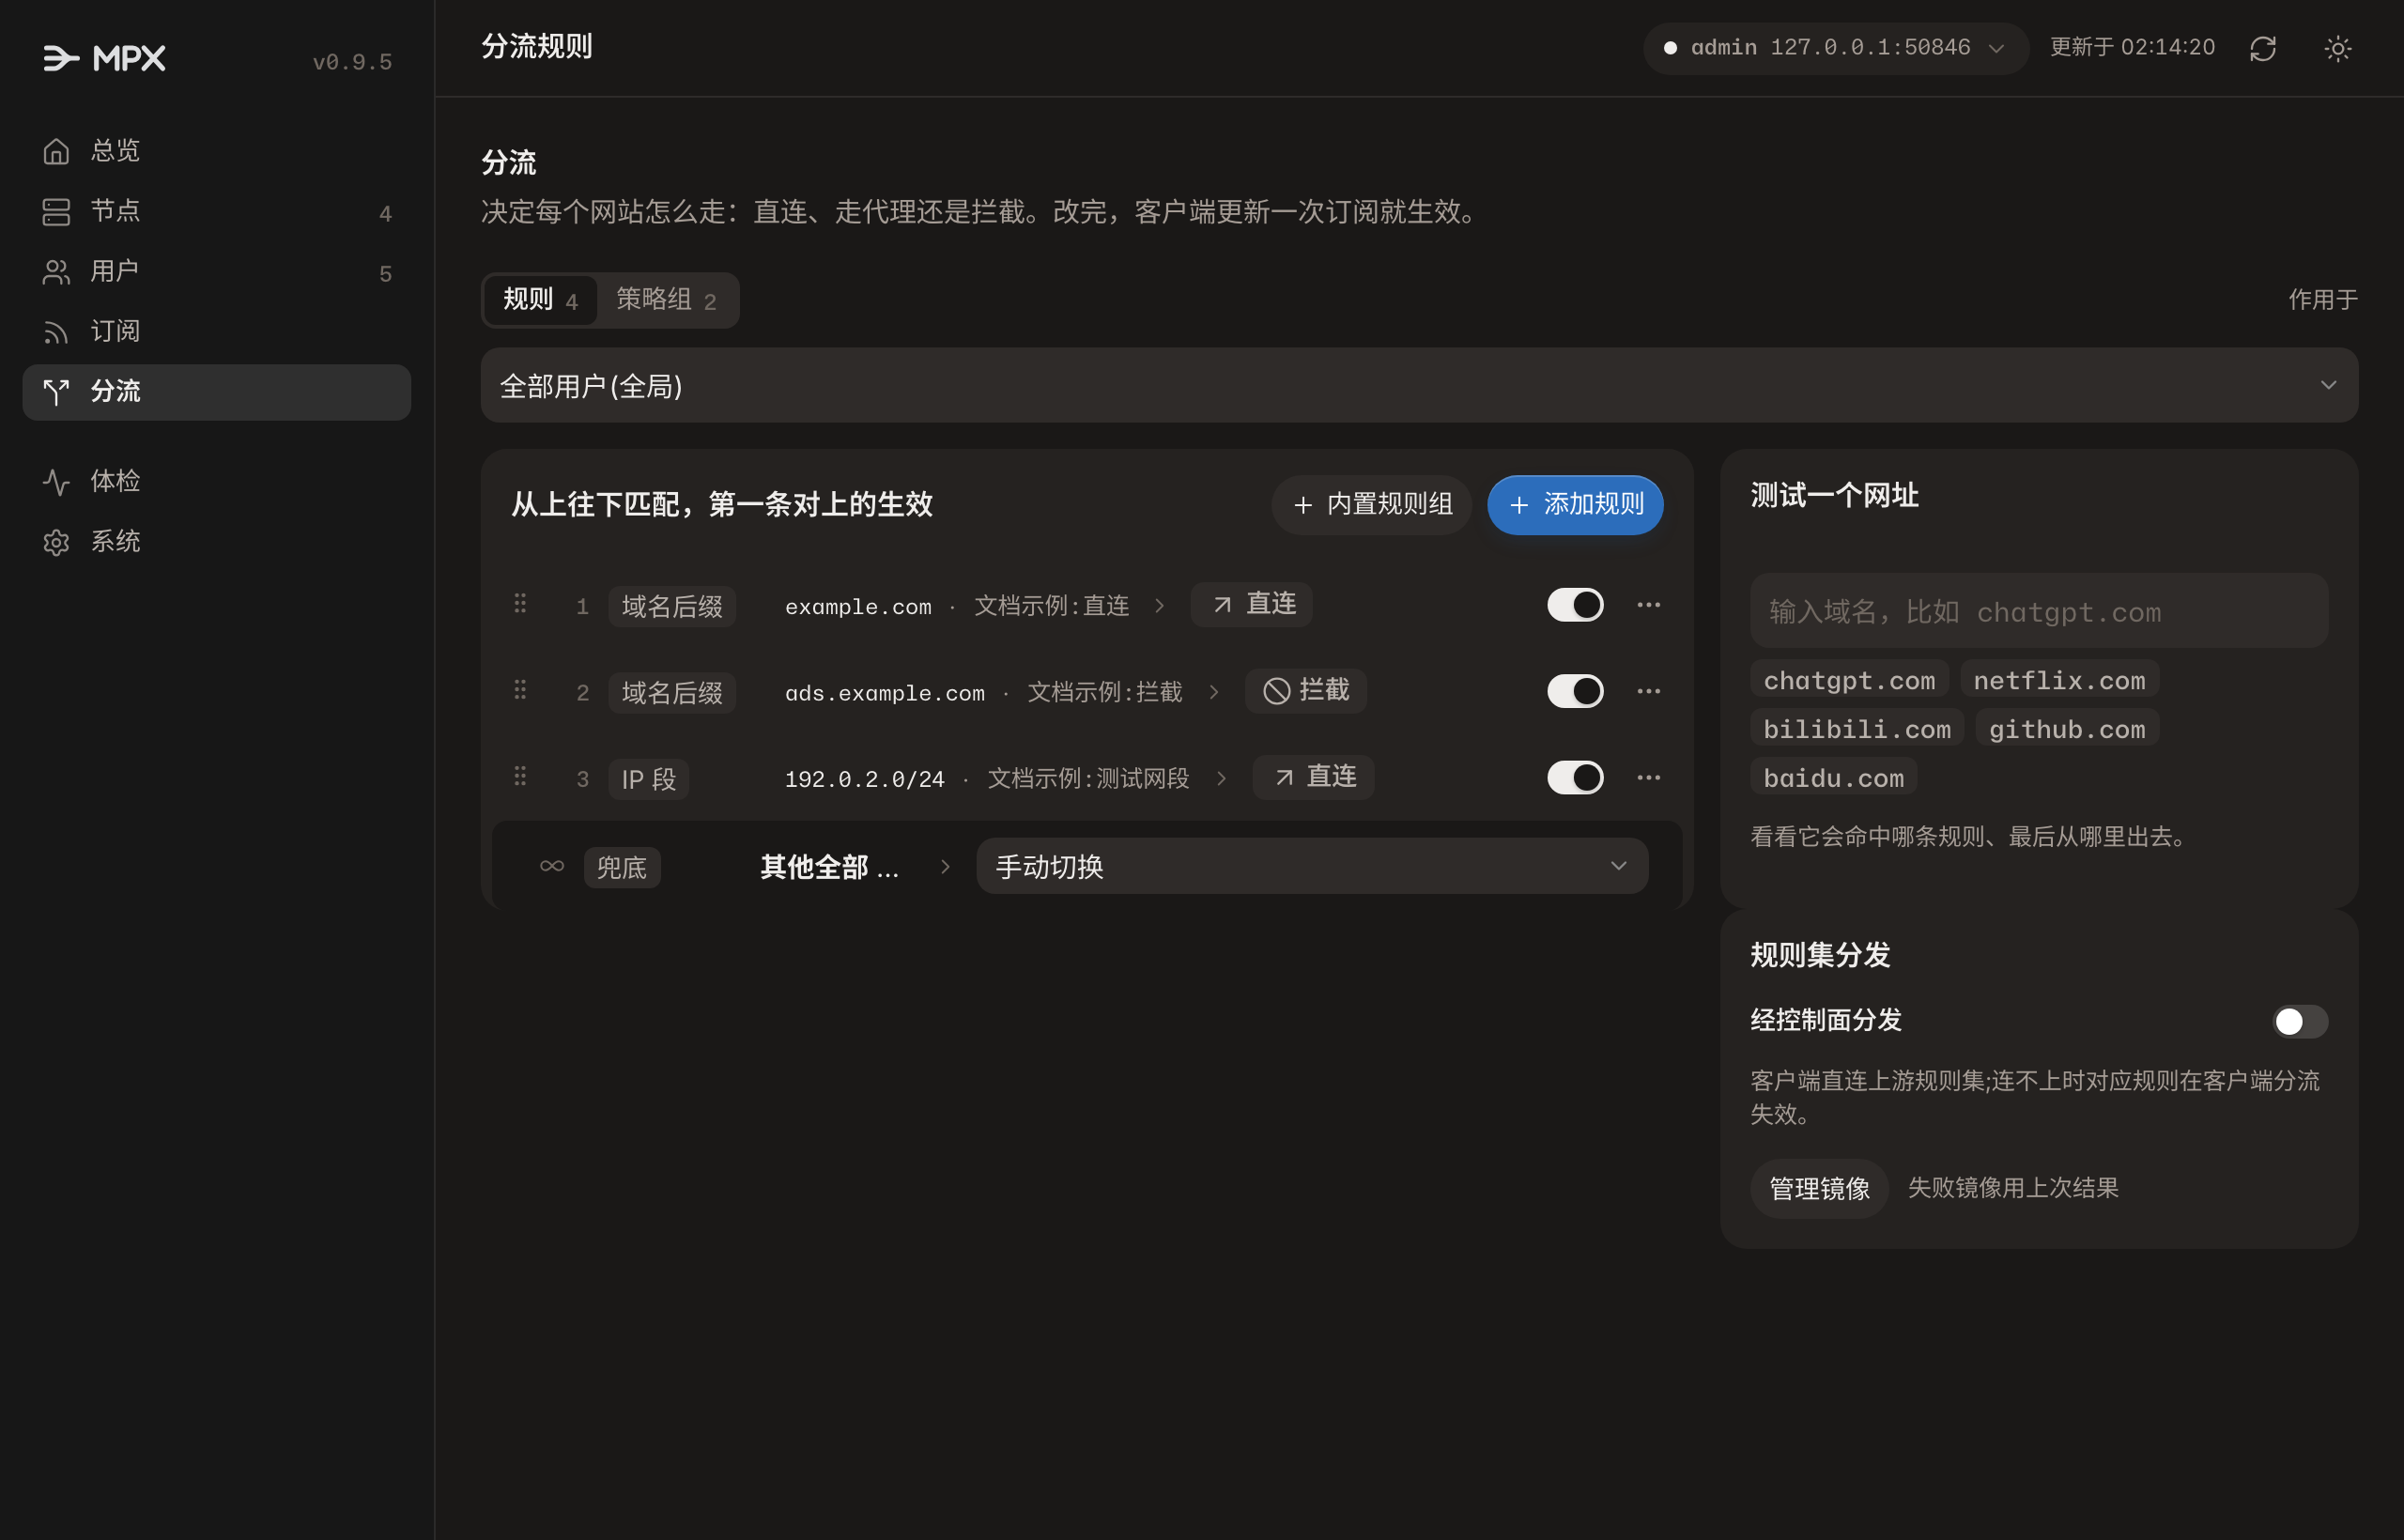 MPX v0.9.5
总览
节点 4
用户 5
订阅
分流
体检
系统
分流规则
admin 127.0.0.1:50846
更新于 02:14:20
分流
决定每个网站怎么走：直连、走代理还是拦截。改完，客户端更新一次订阅就生效。
规则 4 策略组 2
作用于
全部用户(全局)
从上往下匹配，第一条对上的生效
+ 内置规则组
+ 添加规则
1 域名后缀 example.com · 文档示例:直连 直连
2 域名后缀 ads.example.com · 文档示例:拦截 拦截
3 IP 段 192.0.2.0/24 · 文档示例:测试网段 直连
兜底 其他全部 ... 手动切换
测试一个网址
输入域名，比如 chatgpt.com
chatgpt.com netflix.com
bilibili.com github.com
baidu.com
看看它会命中哪条规则、最后从哪里出去。
规则集分发
经控制面分发
客户端直连上游规则集;连不上时对应规则在客户端分流
失效。
管理镜像 失败镜像用上次结果